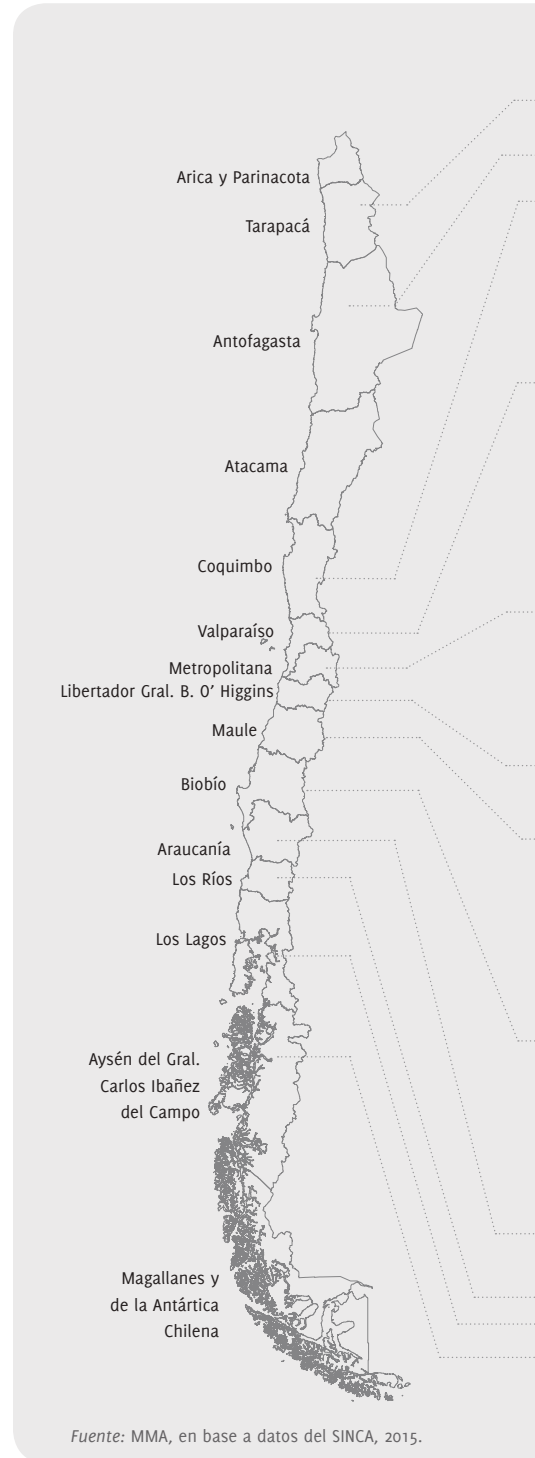 Arica y Parinacota
Tarapacá
Antofagasta
Atacama
Coquimbo
Valparaíso
Metropolitana
Libertador Gral. B. O' Higgins
Maule
Biobío
Araucanía
Los Ríos
Los Lagos
Aysén del Gral.
Carlos Ibañez
del Campo
Magallanes y
de la Antártica
Chilena
Fuente: MMA, en base a datos del SINCA, 2015.